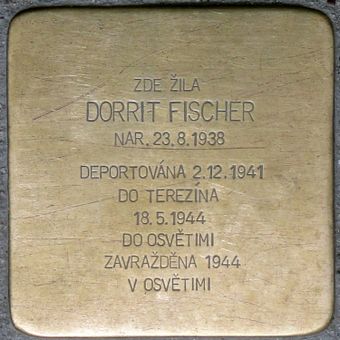 ZDE ŽILA
DORRIT FISCHER
NAR. 23.8.1938
DEPORTOVÁNA 2.12.1941
DO TEREZÍNA
18.5.1944
DO OSVĚTIMI
ZAVRAŽDĚNA 1944
V OSVĚTIMI